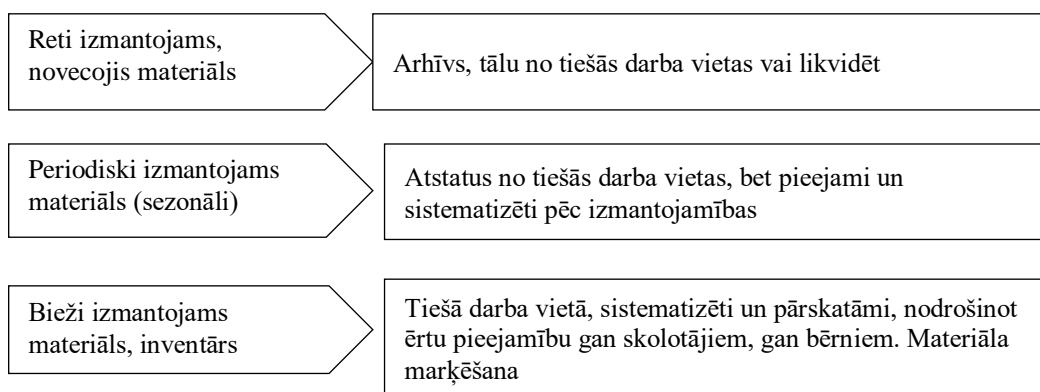 Reti izmantojams,
novecojis materiāls
Arhīvs, tālu no tiešās darba vietas vai likvidēt
Periodiski izmantojams
materiāls (sezonāli)
Atstatus no tiešās darba vietas, bet pieejami un
sistematizēti pēc izmantojamības
Bieži izmantojams
materiāls, inventārs
Tiešā darba vietā, sistematizēti un pārskatāmi, nodrošinot
ērtu pieejamību gan skolotājiem, gan bērniem. Materiāla
marķēšana